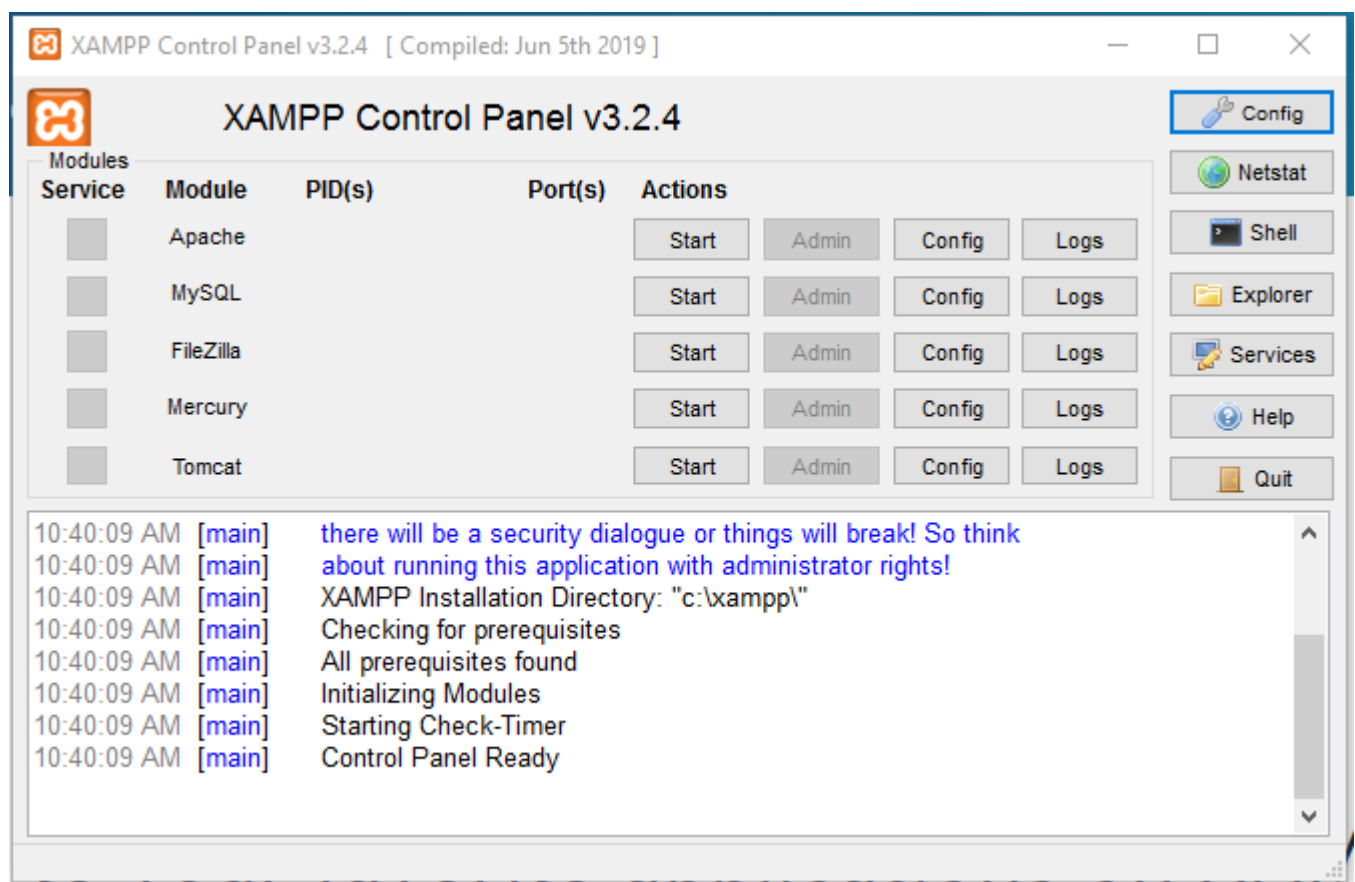 XAMPP Control Panel v3.2.4 [ Compiled: Jun 5th 2019 ]
XAMPP Control Panel v3.2.4
Config
Modules
Netstat
Service Module PID(s) Port(s) Actions
Apache Start Admin Config Logs
Shell
MySQL Start Admin Config Logs
Explorer
FileZilla Start Admin Config Logs
Services
Mercury Start Admin Config Logs
Help
Tomcat Start Admin Config Logs
Quit
10:40:09 AM [main] there will be a security dialogue or things will break! So think
10:40:09 AM [main] about running this application with administrator rights!
10:40:09 AM [main] XAMPP Installation Directory: "c:\xampp\"
10:40:09 AM [main] Checking for prerequisites
10:40:09 AM [main] All prerequisites found
10:40:09 AM [main] Initializing Modules
10:40:09 AM [main] Starting Check-Timer
10:40:09 AM [main] Control Panel Ready